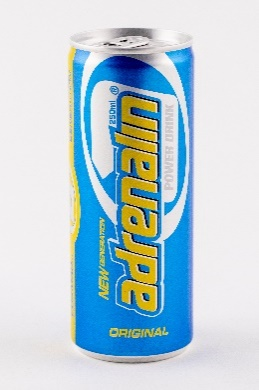 250ml ®
adrenalin
POWER DRINK
NEW GENERATION
ORIGINAL